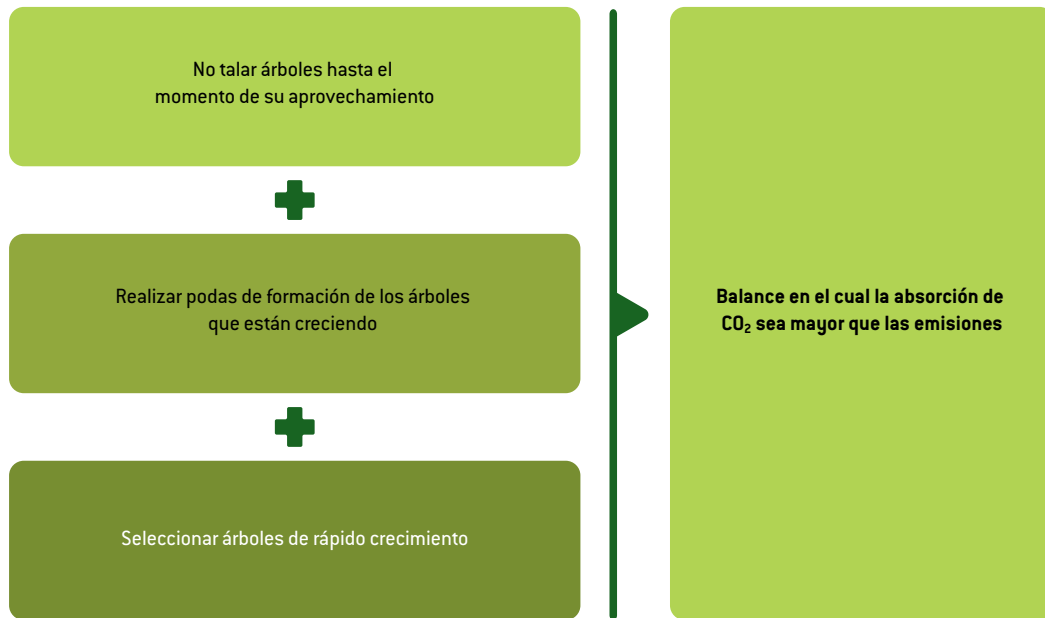 No talar árboles hasta el
momento de su aprovechamiento
Realizar podas de formación de los árboles
que están creciendo
Seleccionar árboles de rápido crecimiento
Balance en el cual la absorción de
CO₂ sea mayor que las emisiones